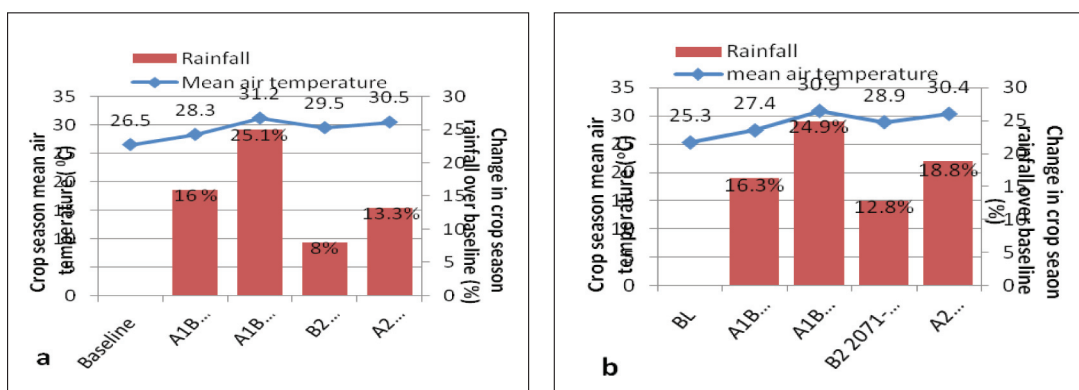 Rainfall
Mean air temperature
Crop season mean air
temperature (°C)
35
30
25
20
15
10
5
0
26.5
28.3
31.2
29.5
30.5
16%
25.1%
8%
13.3%
30
25
20
15
10
5
0
Change in crop season
rainfall over baseline
(%)
Baseline
A1B...
A1B...
B2...
A2...
a
Rainfall
mean air temperature
Crop season mean air
temperature (°C)
35
30
25
20
15
10
5
0
25.3
27.4
30.9
28.9
30.4
16.3%
24.9%
12.8%
18.8%
30
25
20
15
10
5
0
Change in crop seaon
rainfall over baseline
(%)
BL
A1B...
A1B...
B2 2071-...
A2...
b